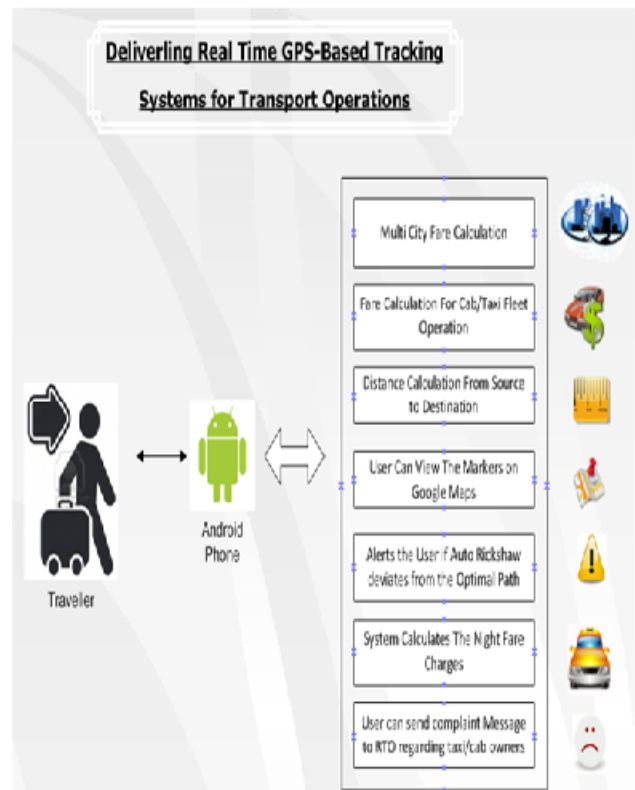 Deliverling Real Time GPS-Based Tracking
Systems for Transport Operations
Multi City Fare Calculation
Fare Calculation For Cab/Taxi Fleet
Operation
Distance Calculation From Source
to Destination
User Can View The Markers on
Google Maps
Alerts the User if Auto Rickshaw
deviates from the Optimal Path
System Calculates The Night Fare
Charges
User can send complaint Message
to RTO regarding taxi/cab owners
Android
Phone
Traveller